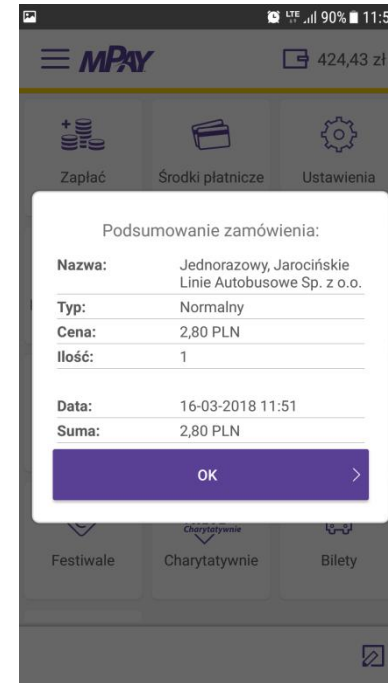 LTE 90% 11:5
mPAY 424,43 zł
Zapłać Środki płatnicze Ustawienia
Podsumowanie zamówienia:
Nazwa: Jednorazowy, Jarocińskie
Linie Autobusowe Sp. z o.o.
Typ: Normalny
Cena: 2,80 PLN
Ilość: 1
Data: 16-03-2018 11:51
Suma: 2,80 PLN
OK
Charytatywnie
Festiwale Charytatywnie Bilety